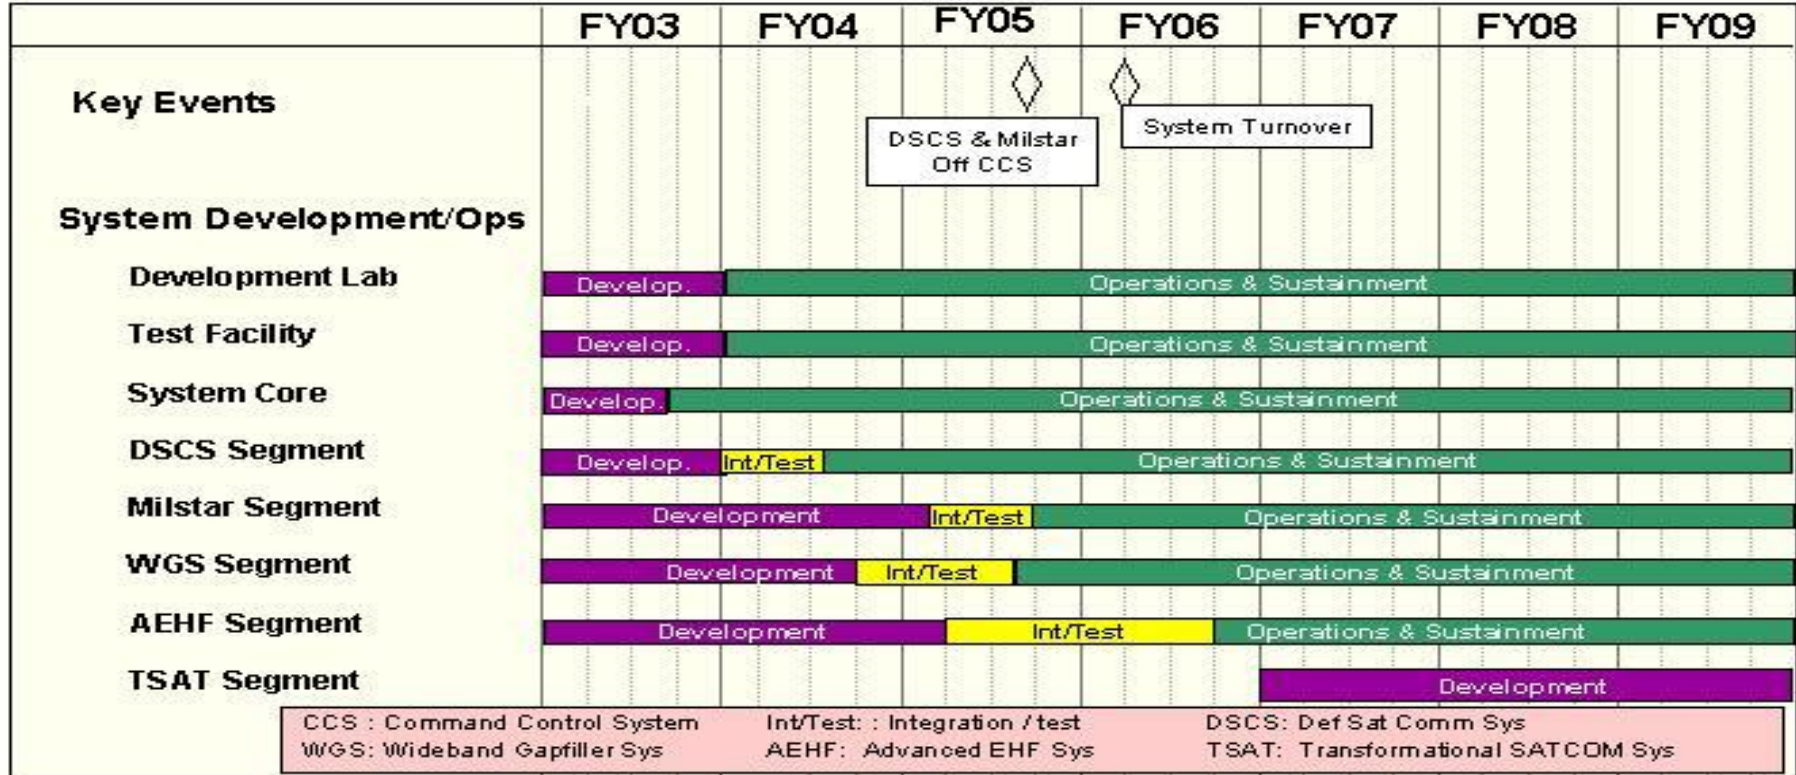 FY03 FY04 FY05 FY06 FY07 FY08 FY09
Key Events
DSCS & Milstar
Off CCS
System Turnover
System Development/Ops
Development Lab Develop. Operations & Sustainment
Test Facility Develop. Operations & Sustainment
System Core Develop. Operations & Sustainment
DSCS Segment Develop. Int/Test Operations & Sustainment
Milstar Segment Development Int/Test Operations & Sustainment
WGS Segment Development Int/Test Operations & Sustainment
AEHF Segment Development Int/Test Operations & Sustainment
TSAT Segment Development
CCS : Command Control System Int/Test: : Integration / test DSCS: Def Sat Comm Sys
WGS: Wideband Gapfiller Sys AEHF: Advanced EHF Sys TSAT: Transformational SATCOM Sys